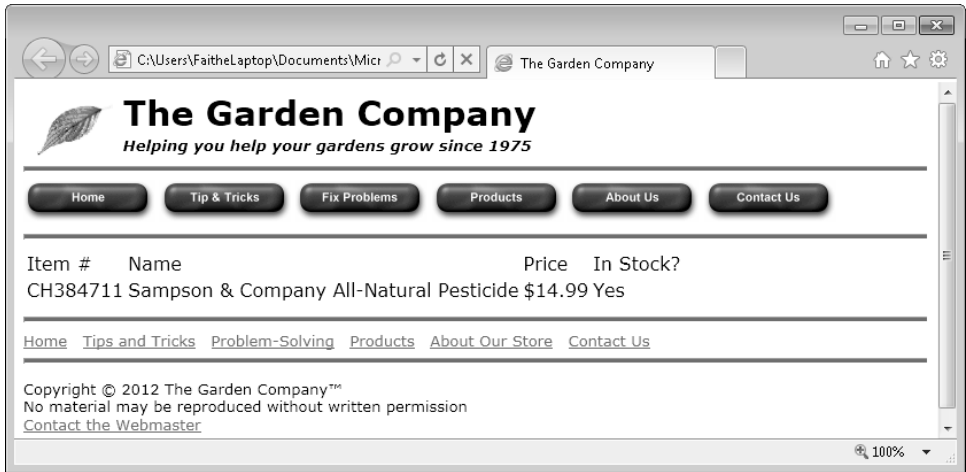 C:\Users\FaitheLaptop\Documents\Micr
The Garden Company
The Garden Company
Helping you help your gardens grow since 1975
Home Tip & Tricks Fix Problems Products About Us Contact Us
Item # Name Price In Stock?
CH384711 Sampson & Company All-Natural Pesticide $14.99 Yes
Home Tips and Tricks Problem-Solving Products About Our Store Contact Us
Copyright © 2012 The Garden Company™
No material may be reproduced without written permission
Contact the Webmaster
100%